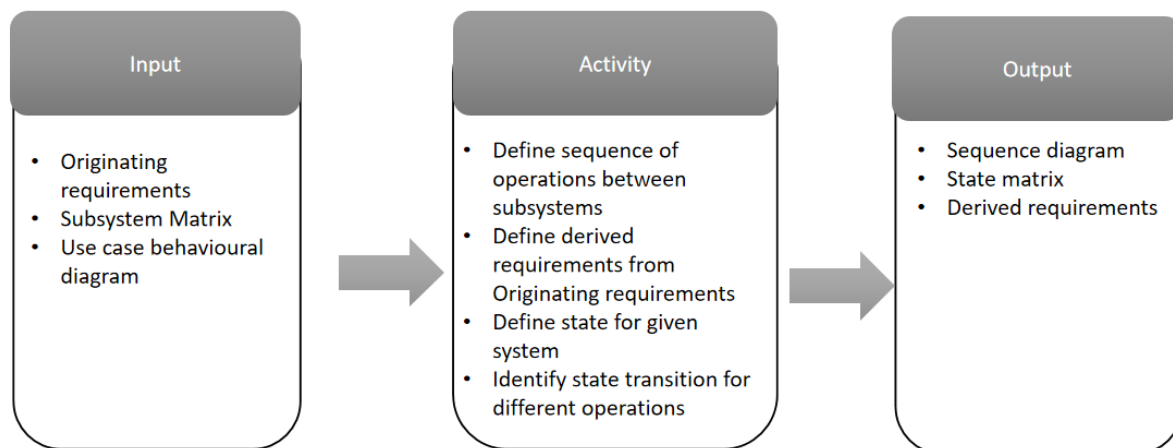 Input
• Originating
requirements
• Subsystem Matrix
• Use case behavioural
diagram
Activity
• Define sequence of
operations between
subsystems
• Define derived
requirements from
Originating requirements
• Define state for given
system
• Identify state transition for
different operations
Output
• Sequence diagram
• State matrix
• Derived requirements